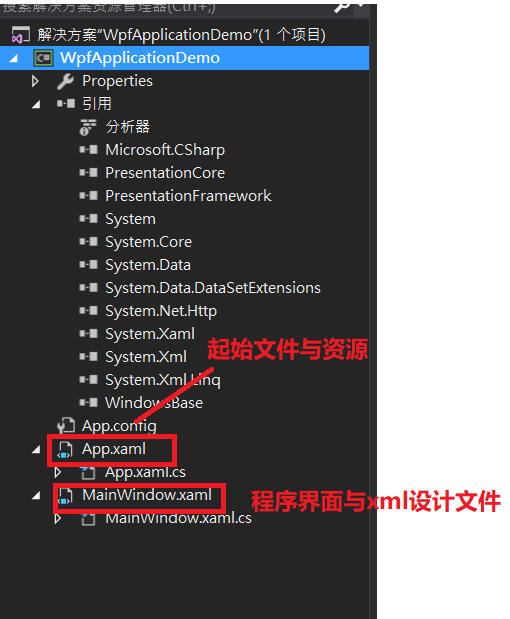 搜索解决方案资源管理器(Ctrl+;)
解决方案"WpfApplicationDemo"(1 个项目)
WpfApplicationDemo
Properties
引用
分析器
Microsoft.CSharp
PresentationCore
PresentationFramework
System
System.Core
System.Data
System.Data.DataSetExtensions
System.Net.Http
System.Xaml
起始文件与资源
System.Xml
System.Xml.Linq
WindowsBase
App.config
App.xaml
App.xaml.cs
MainWindow.xaml
程序界面与xml设计文件
MainWindow.xaml.cs